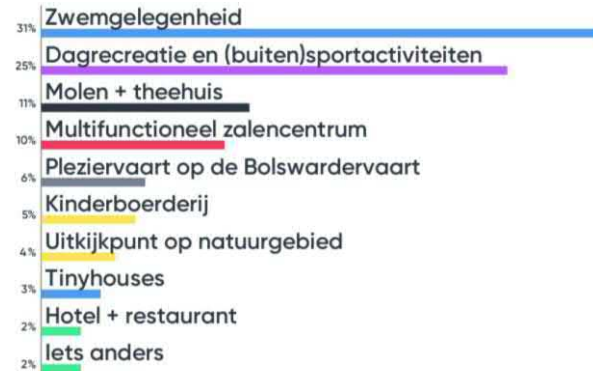 Zwemgelegenheid
31%
Dagrecreatie en (buiten)sportactiviteiten
25%
Molen + theehuis
11%
Multifunctioneel zalencentrum
10%
Pleziervaart op de Bolswardervaart
6%
Kinderboerderij
5%
Uitkijkpunt op natuurgebied
4%
Tinyhouses
3%
Hotel + restaurant
2%
Iets anders
2%